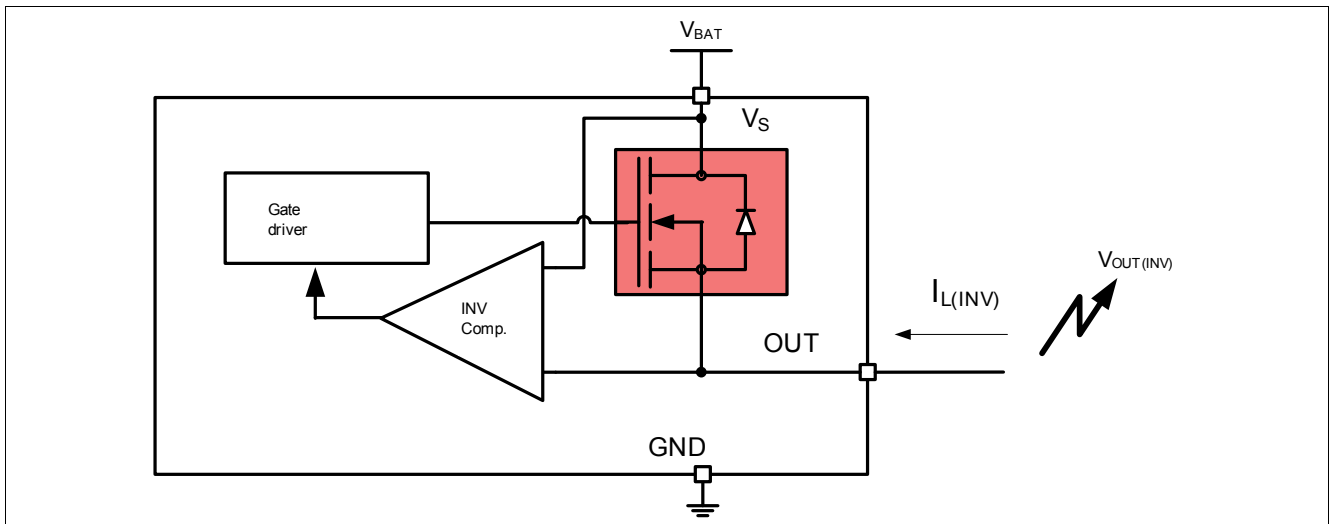 VBAT
VS
Gate
driver
INV
Comp.
VOUT(INV)
IL(INV)
OUT
GND